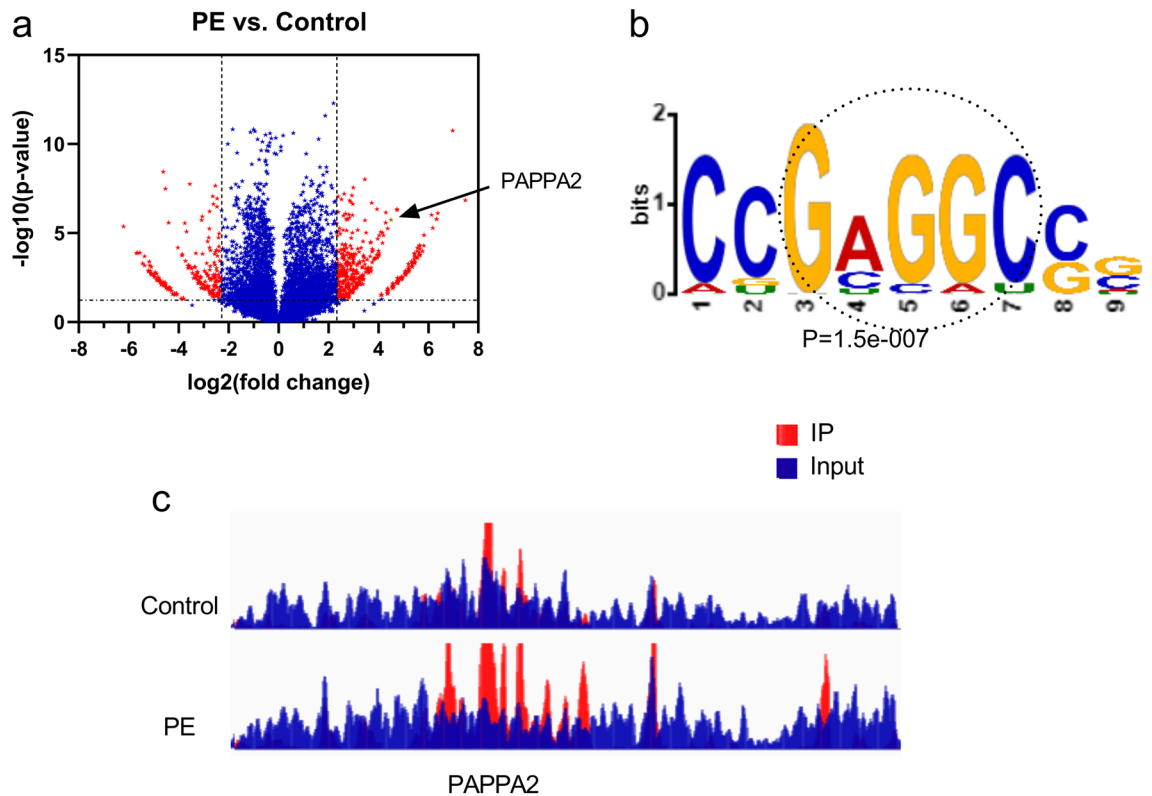 a
PE vs. Control
15
10
5
0
-log10(p-value)
-8 -6 -4 -2 0 2 4 6 8
log2(fold change)
PAPPA2
b
2
1
0
bits
C C G A G G C C G
A G U C U C A U G C
1 2 3 4 5 6 7 8 9
P=1.5e-007
IP
Input
c
Control
PE
PAPPA2